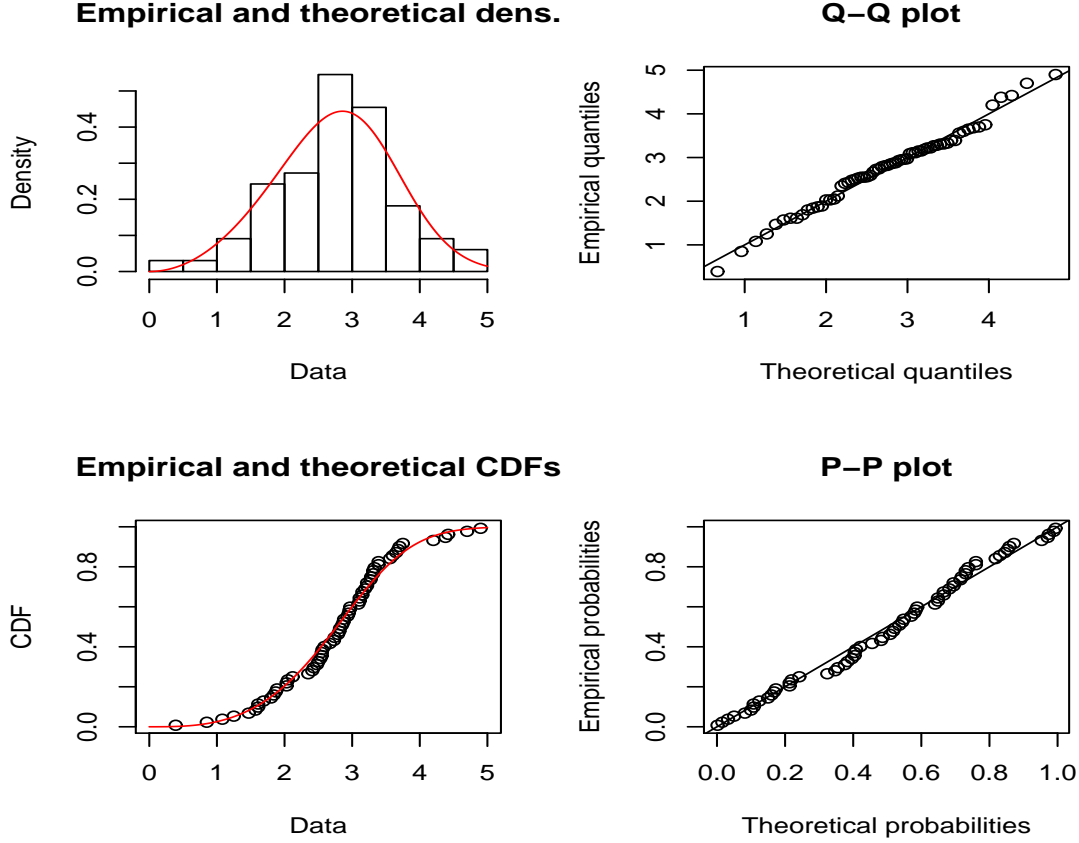 Empirical and theoretical dens.
Density
0.0 0.2 0.4
0 1 2 3 4 5
Data
Q−Q plot
Empirical quantiles
1 2 3 4 5
1 2 3 4
Theoretical quantiles
Empirical and theoretical CDFs
CDF
0.0 0.4 0.8
0 1 2 3 4 5
Data
P−P plot
Empirical probabilities
0.0 0.4 0.8
0.0 0.2 0.4 0.6 0.8 1.0
Theoretical probabilities